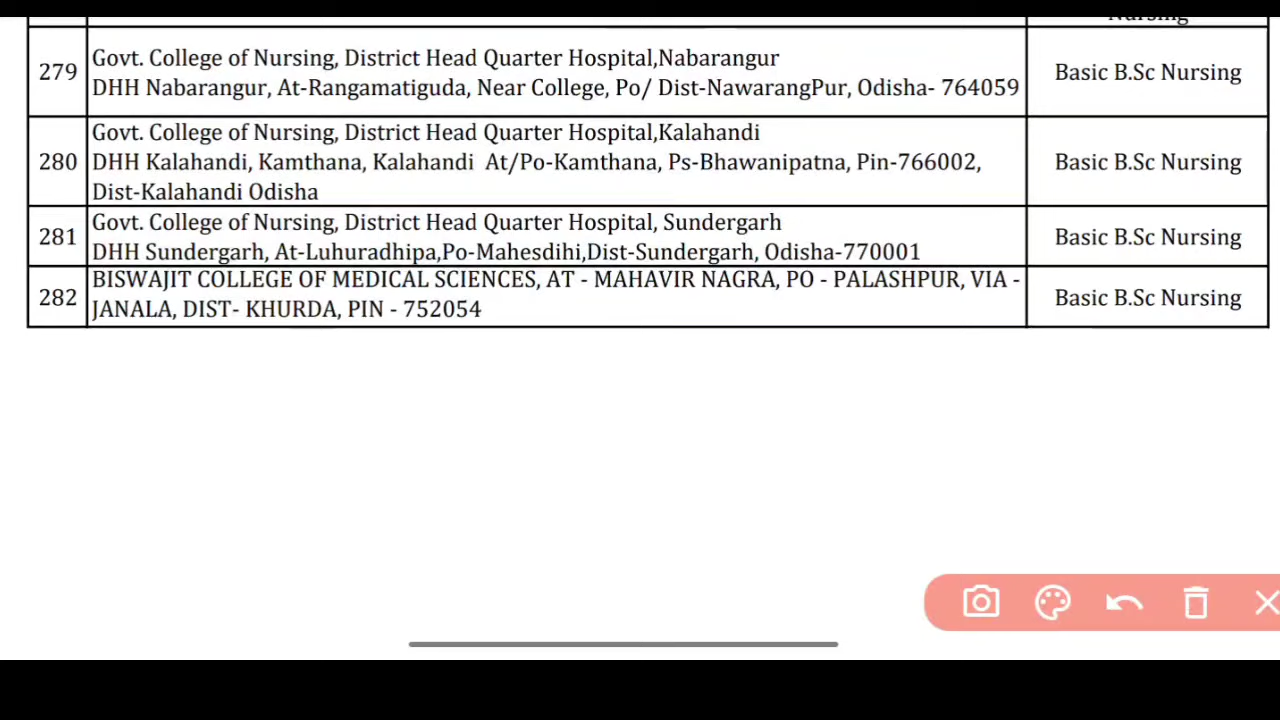 Nursing
279
Govt. College of Nursing, District Head Quarter Hospital,Nabarangur
DHH Nabarangur, At-Rangamatiguda, Near College, Po/ Dist-NawarangPur, Odisha- 764059
Basic B.Sc Nursing
280
Govt. College of Nursing, District Head Quarter Hospital,Kalahandi
DHH Kalahandi, Kamthana, Kalahandi  At/Po-Kamthana, Ps-Bhawanipatna, Pin-766002,
Dist-Kalahandi Odisha
Basic B.Sc Nursing
281
Govt. College of Nursing, District Head Quarter Hospital, Sundergarh
DHH Sundergarh, At-Luhuradhipa,Po-Mahesdihi,Dist-Sundergarh, Odisha-770001
Basic B.Sc Nursing
282
BISWAJIT COLLEGE OF MEDICAL SCIENCES, AT - MAHAVIR NAGRA, PO - PALASHPUR, VIA -
JANALA, DIST- KHURDA, PIN - 752054
Basic B.Sc Nursing